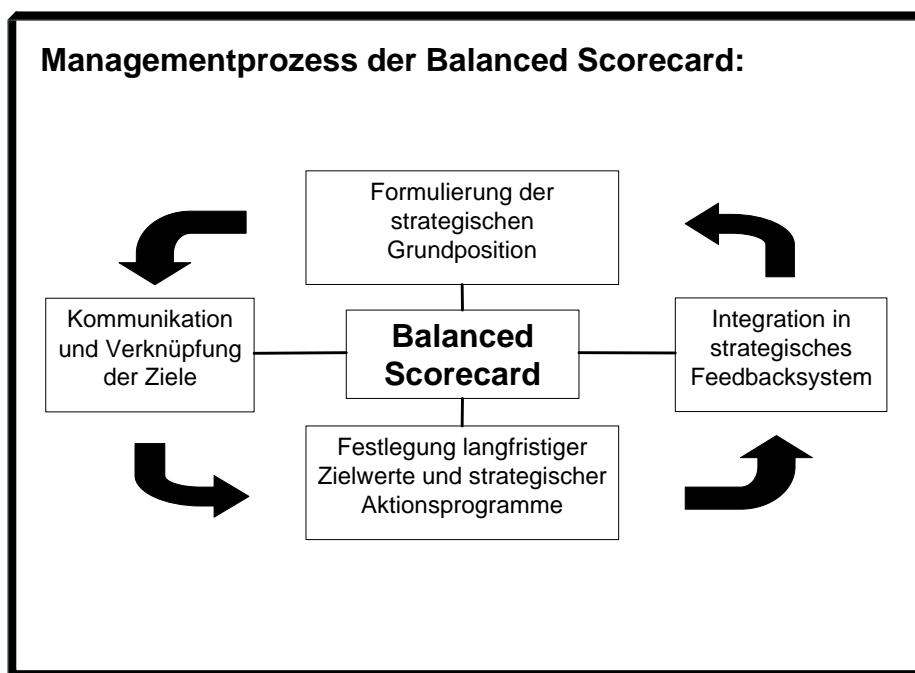 Managementprozess der Balanced Scorecard:
Formulierung der
strategischen
Grundposition
Kommunikation
und Verknüpfung
der Ziele
Balanced
Scorecard
Integration in
strategisches
Feedbacksystem
Festlegung langfristiger
Zielwerte und strategischer
Aktionsprogramme